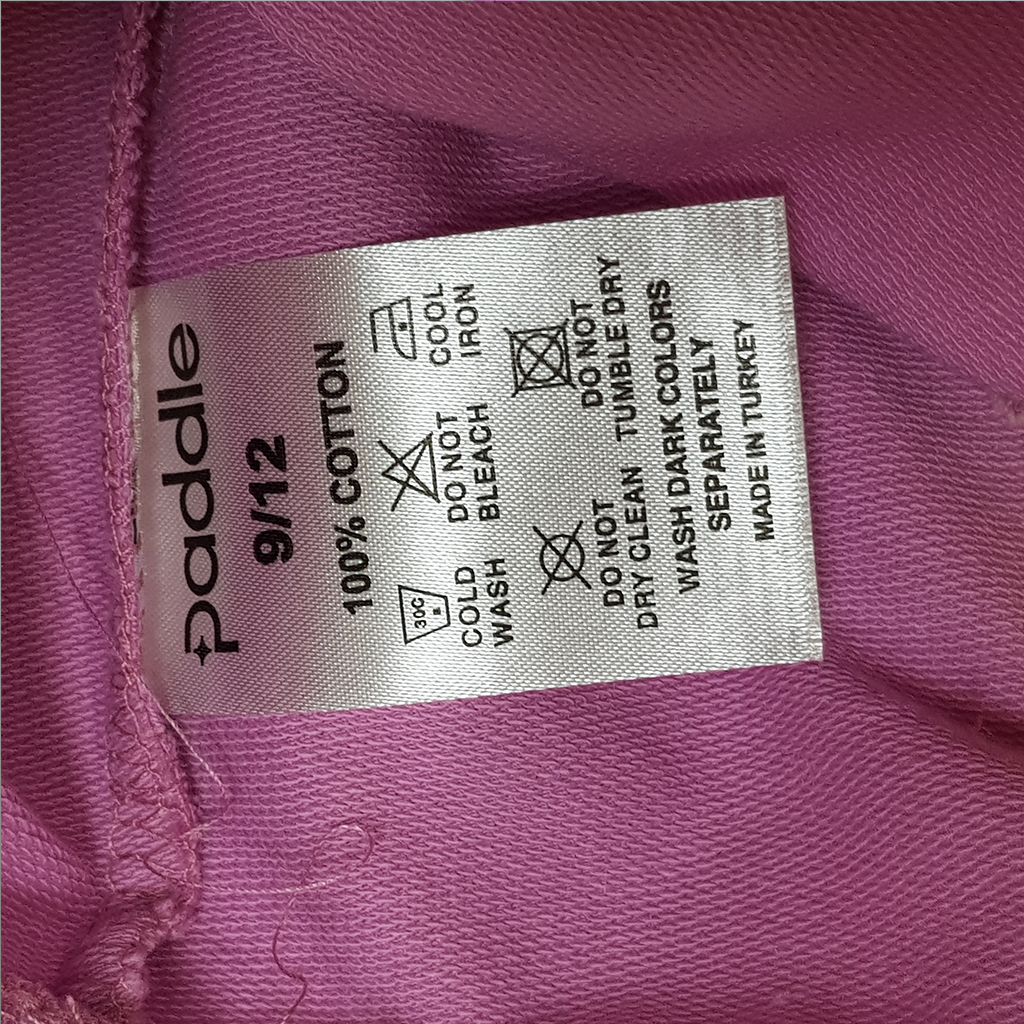 paddle
9/12
100% COTTON
30C
COLD WASH
DO NOT BLEACH
COOL IRON
DO NOT DRY CLEAN
DO NOT TUMBLE DRY
WASH DARK COLORS
SEPARATELY
MADE IN TURKEY